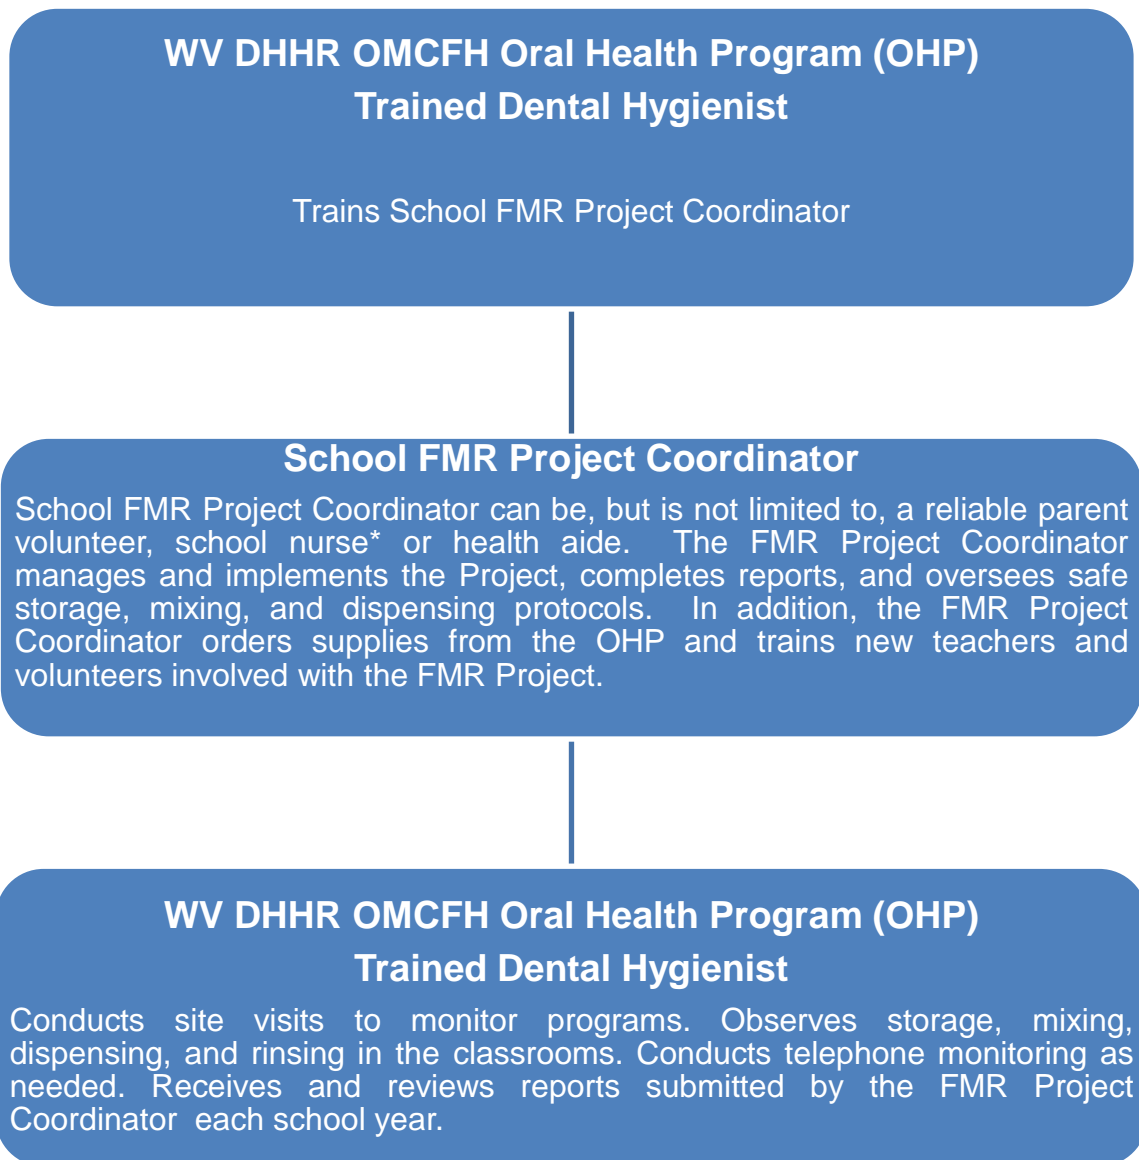 WV DHHR OMCFH Oral Health Program (OHP)
Trained Dental Hygienist
Trains School FMR Project Coordinator
School FMR Project Coordinator
School FMR Project Coordinator can be, but is not limited to, a reliable parent
volunteer, school nurse* or health aide. The FMR Project Coordinator
manages and implements the Project, completes reports, and oversees safe
storage, mixing, and dispensing protocols. In addition, the FMR Project
Coordinator orders supplies from the OHP and trains new teachers and
volunteers involved with the FMR Project.
WV DHHR OMCFH Oral Health Program (OHP)
Trained Dental Hygienist
Conducts site visits to monitor programs. Observes storage, mixing,
dispensing, and rinsing in the classrooms. Conducts telephone monitoring as
needed. Receives and reviews reports submitted by the FMR Project
Coordinator each school year.